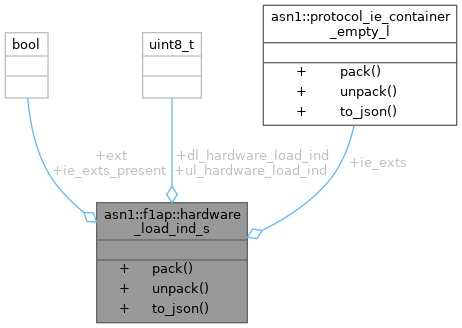 asn1::protocol_ie_container
_empty_l
bool
uint8_t
+ pack()
+ unpack()
+ to_json()
+ext
+ie_exts_present
+dl_hardware_load_ind
+ul_hardware_load_ind
+ie_exts
asn1::f1ap::hardware
_load_ind_s
+ pack()
+ unpack()
+ to_json()